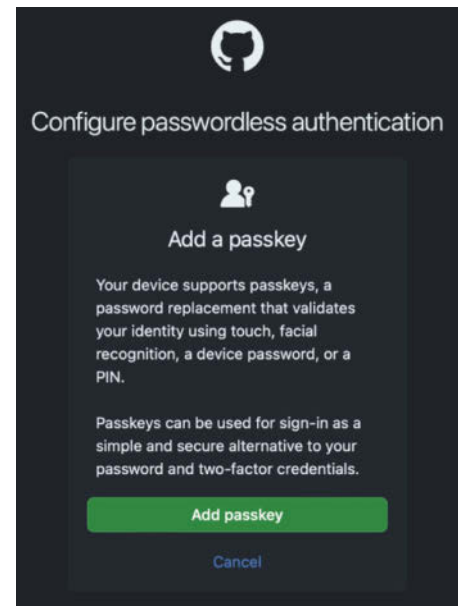 Configure passwordless authentication
Add a passkey
Your device supports passkeys, a
password replacement that validates
your identity using touch, facial
recognition, a device password, or a
PIN.
Passkeys can be used for sign-in as a
simple and secure alternative to your
password and two-factor credentials.
Add passkey
Cancel